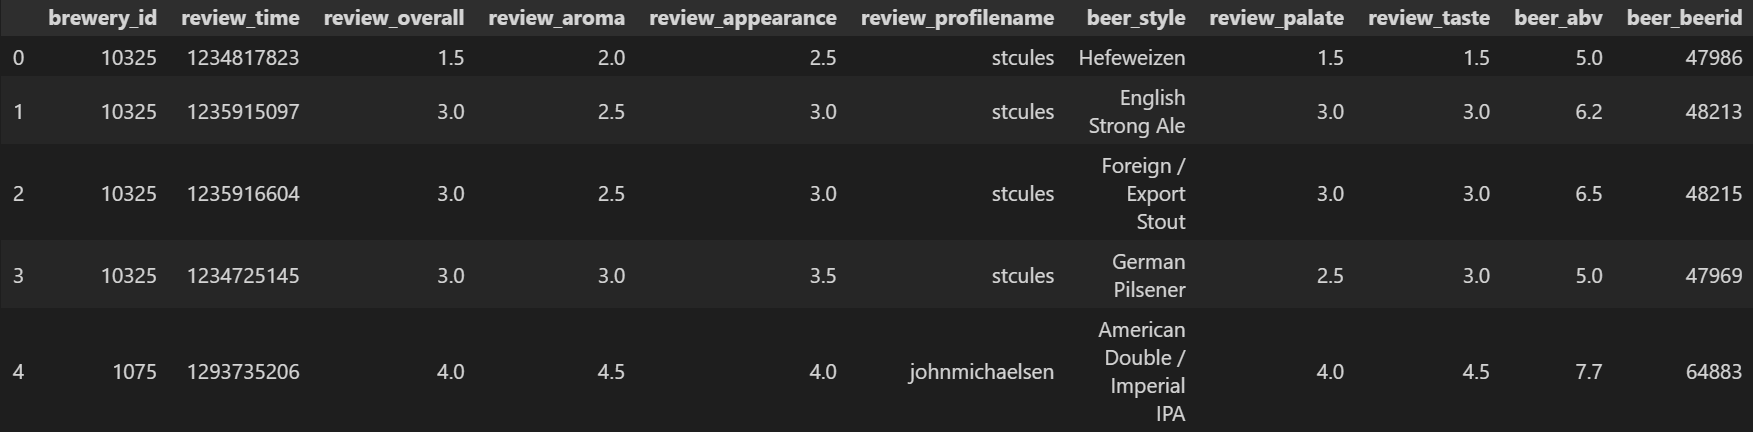 brewery_id review_time review_overall review_aroma review_appearance review_profilename beer_style review_palate review_taste beer_abv beer_beerid
0 10325 1234817823 1.5 2.0 2.5 stcules Hefeweizen 1.5 1.5 5.0 47986
1 10325 1235915097 3.0 2.5 3.0 stcules English
Strong Ale 3.0 3.0 6.2 48213
2 10325 1235916604 3.0 2.5 3.0 stcules Foreign /
Export
Stout 3.0 3.0 6.5 48215
3 10325 1234725145 3.0 3.0 3.5 stcules German
Pilsener 2.5 3.0 5.0 47969
4 1075 1293735206 4.0 4.5 4.0 johnmichaelsen American
Double /
Imperial
IPA 4.0 4.5 7.7 64883